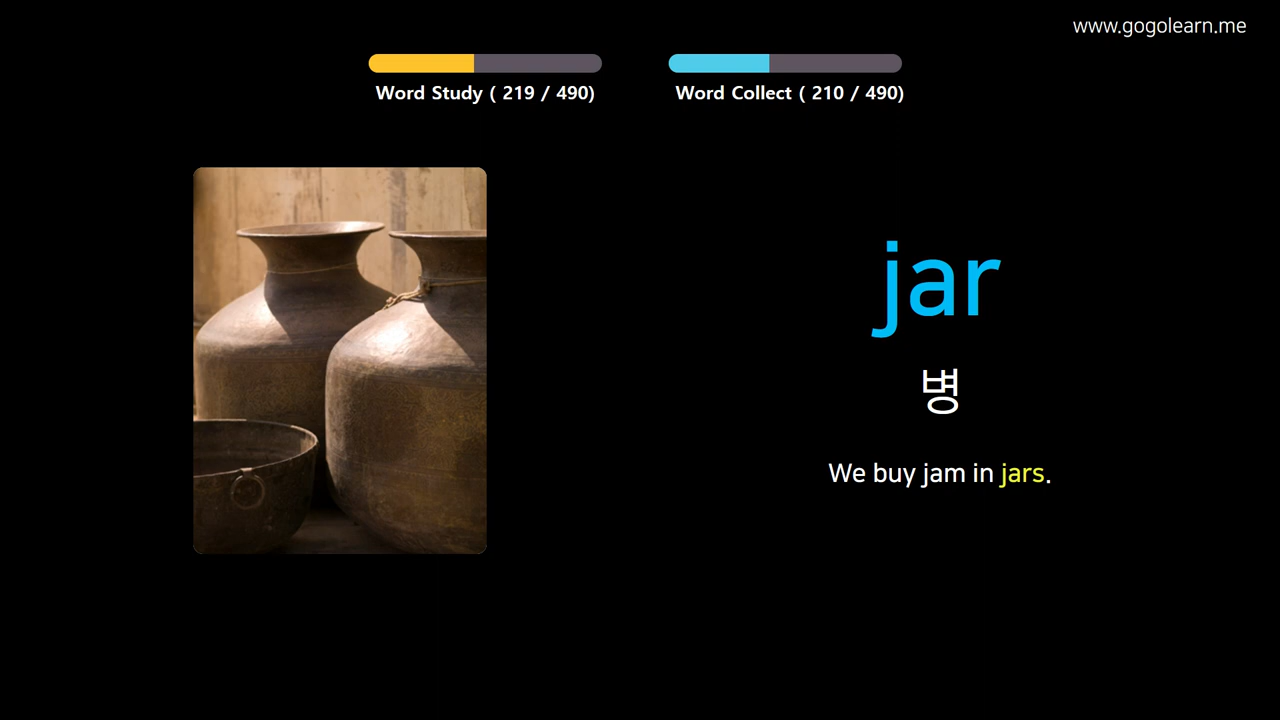 www.gogolearn.me
Word Study ( 219 / 490)
Word Collect ( 210 / 490)
jar
병
We buy jam in jars.